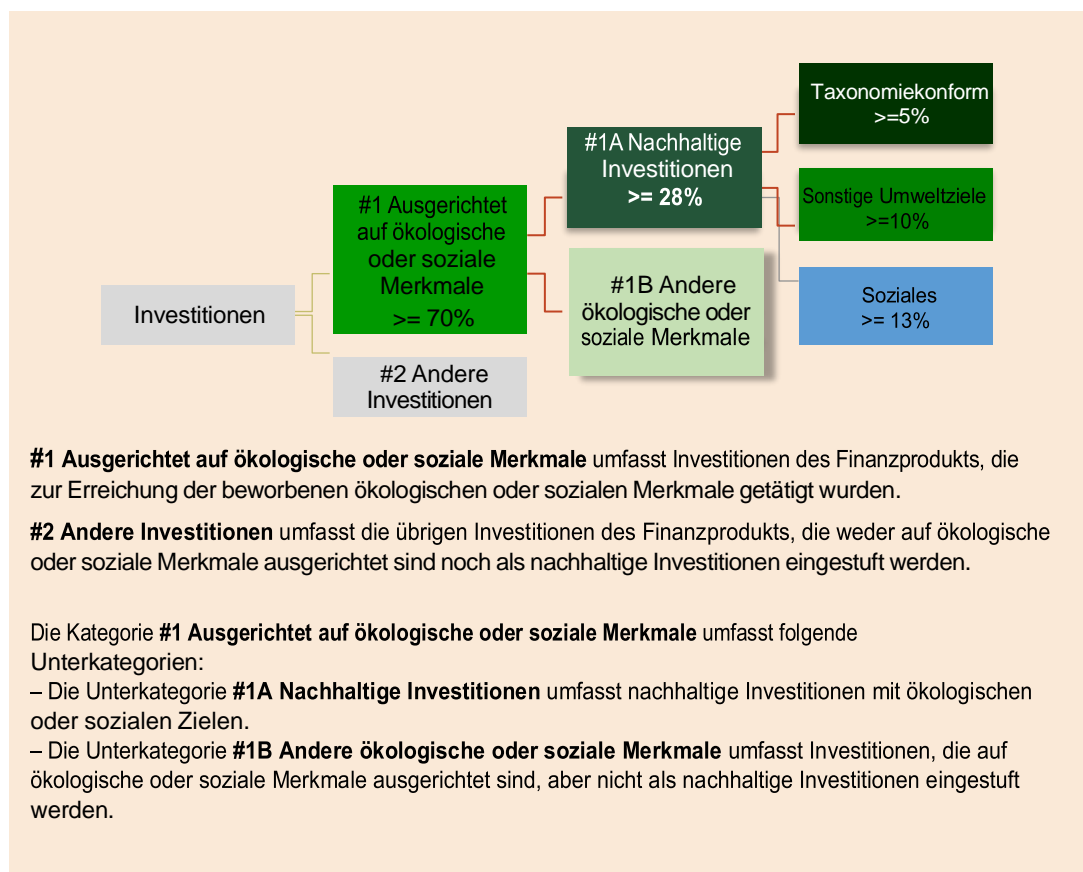 Taxonomiekonform
>=5%
#1A Nachhaltige
Investitionen
>= 28%
Sonstige Umweltziele
>=10%
#1 Ausgerichtet
auf ökologische
oder soziale
Merkmale
>= 70%
#1B Andere
ökologische oder
soziale Merkmale
Soziales
>= 13%
Investitionen
#2 Andere
Investitionen
#1 Ausgerichtet auf ökologische oder soziale Merkmale umfasst Investitionen des Finanzprodukts, die
zur Erreichung der beworbenen ökologischen oder sozialen Merkmale getätigt wurden.
#2 Andere Investitionen umfasst die übrigen Investitionen des Finanzprodukts, die weder auf ökologische
oder soziale Merkmale ausgerichtet sind noch als nachhaltige Investitionen eingestuft werden.
Die Kategorie #1 Ausgerichtet auf ökologische oder soziale Merkmale umfasst folgende
Unterkategorien:
– Die Unterkategorie #1A Nachhaltige Investitionen umfasst nachhaltige Investitionen mit ökologischen
oder sozialen Zielen.
– Die Unterkategorie #1B Andere ökologische oder soziale Merkmale umfasst Investitionen, die auf
ökologische oder soziale Merkmale ausgerichtet sind, aber nicht als nachhaltige Investitionen eingestuft
werden.